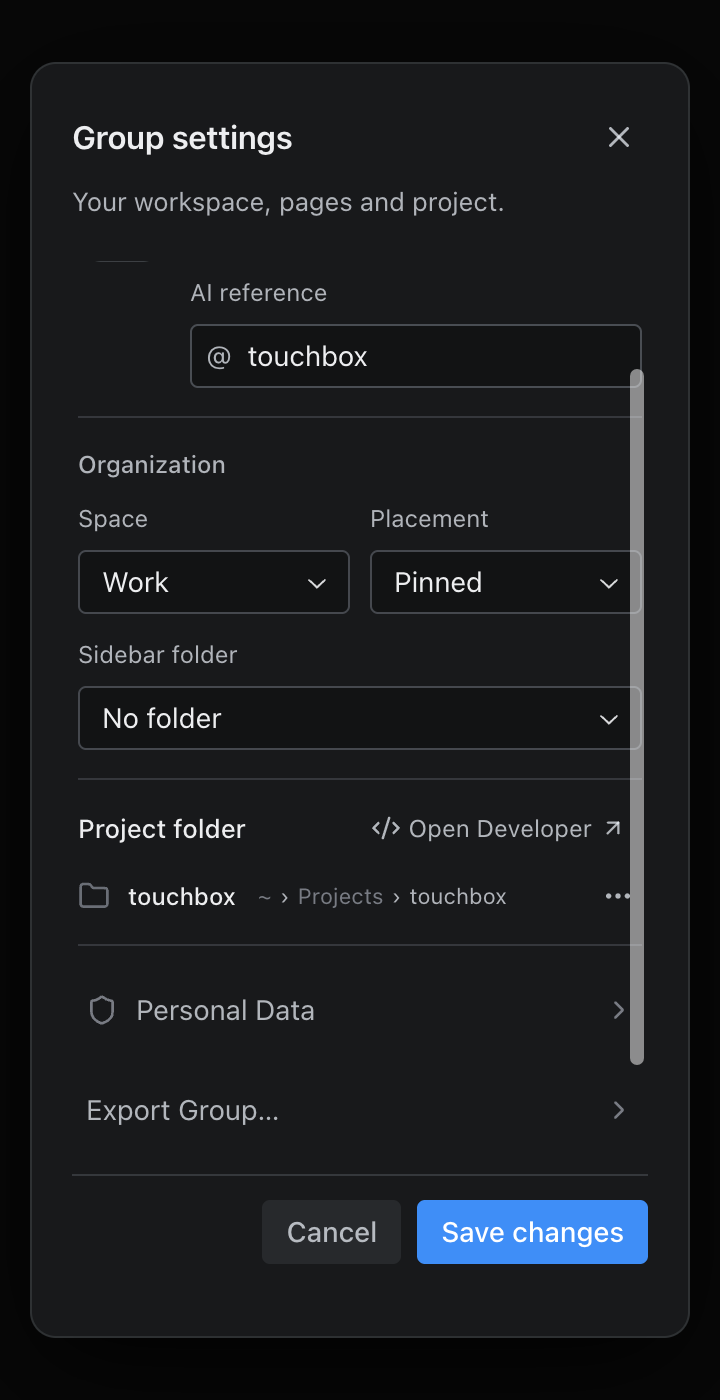 Group settings
Your workspace, pages and project.
AI reference
@ touchbox
Organization
Space Placement
Work Pinned
Sidebar folder
No folder
Project folder </> Open Developer
touchbox ~ › Projects › touchbox
Personal Data
Export Group...
Cancel Save changes